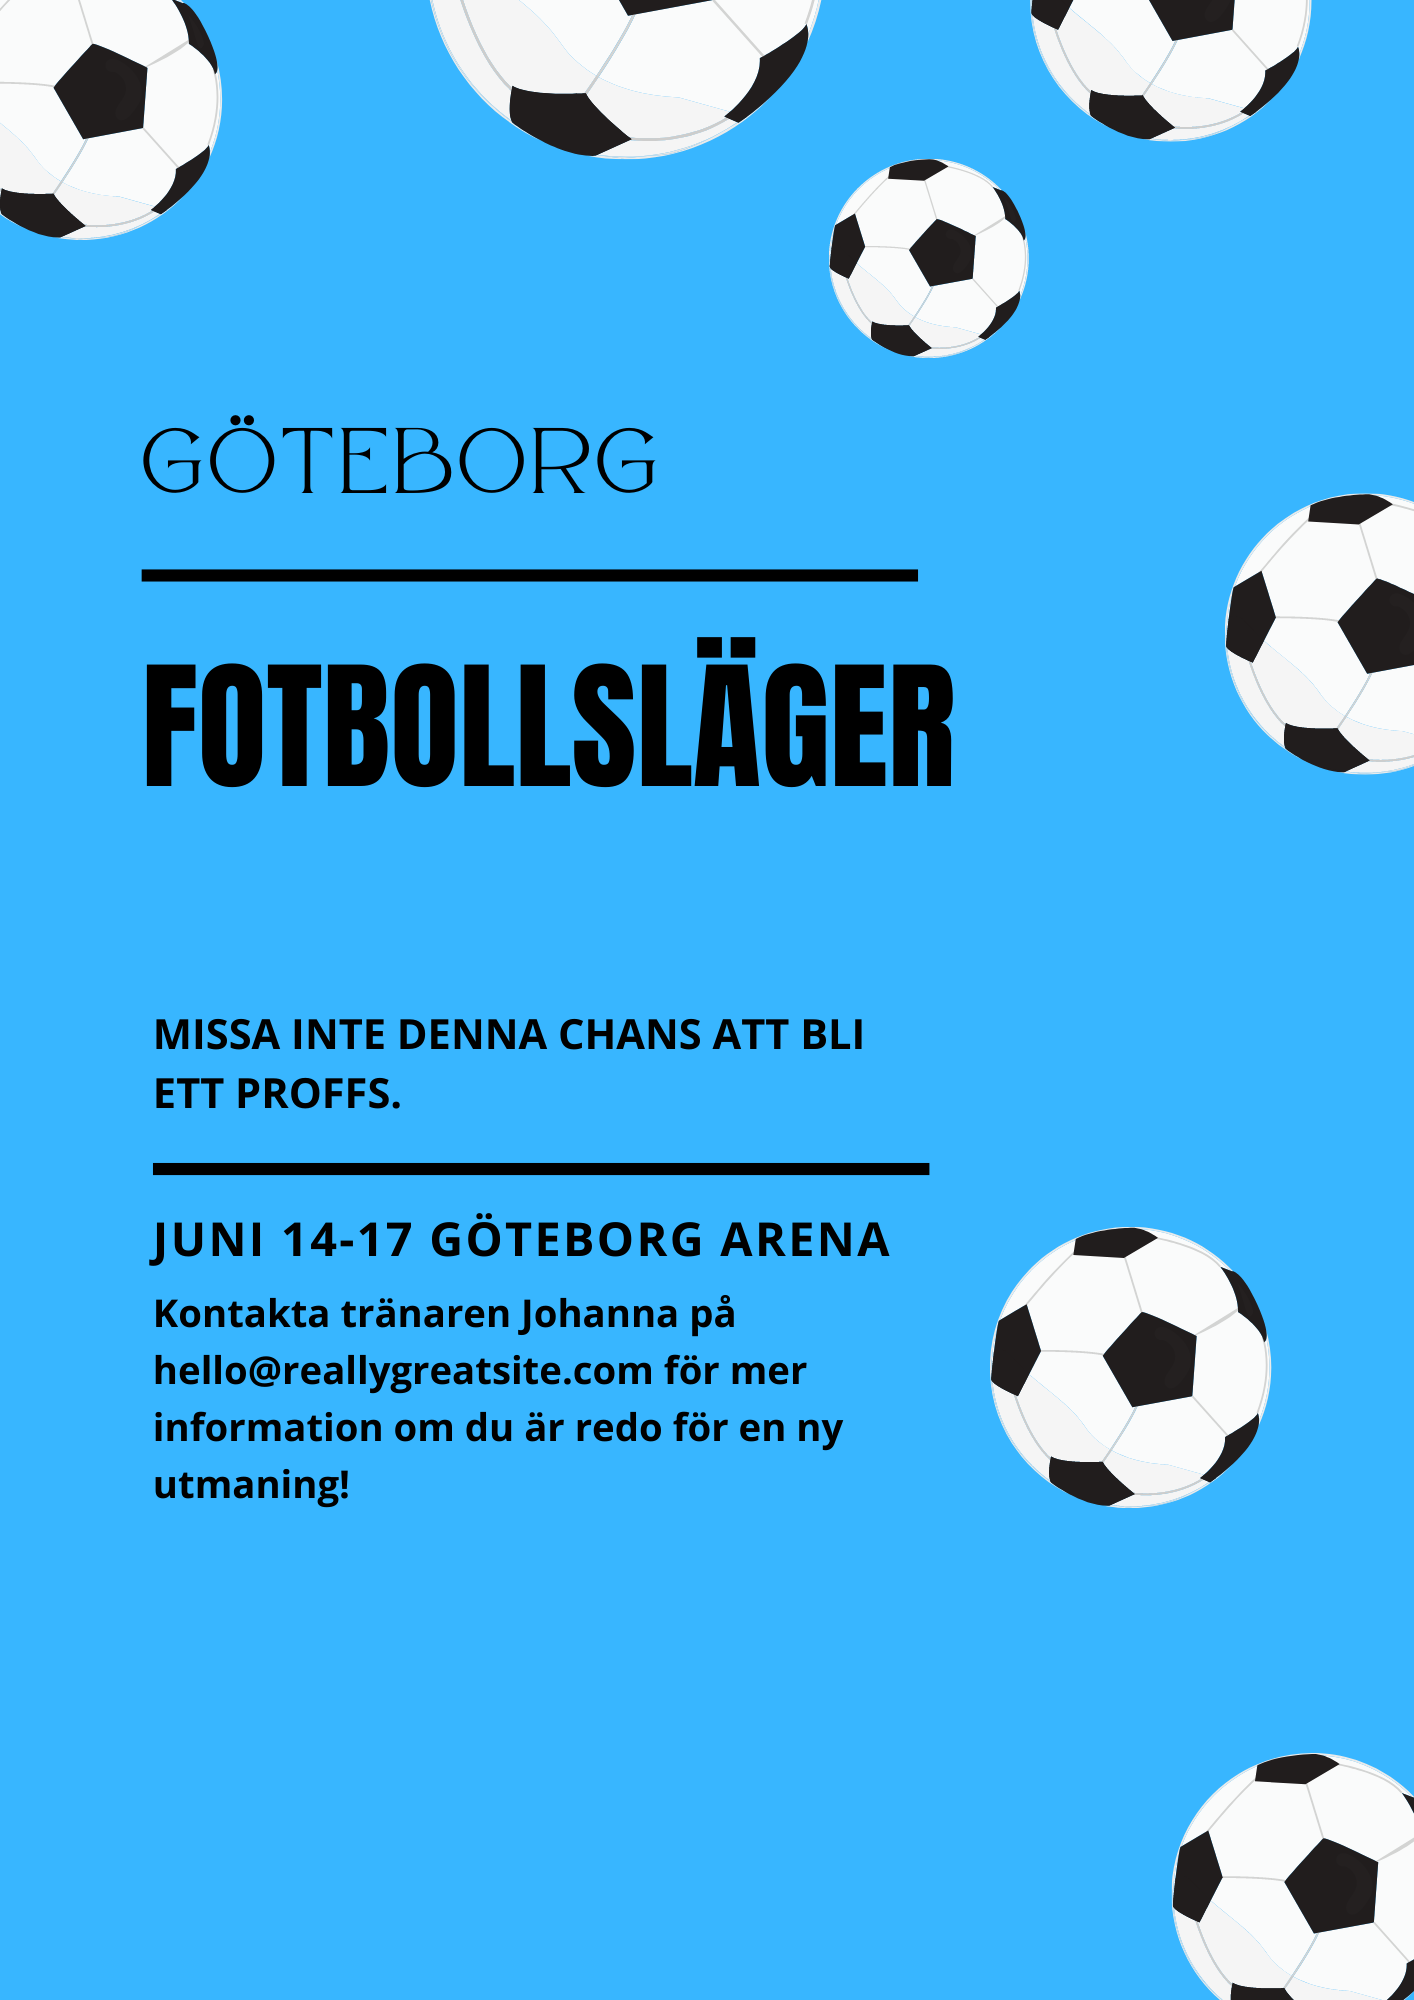 GÖTEBORG
FOTBOLLSLÄGER
MISSA INTE DENNA CHANS ATT BLI
ETT PROFFS.
JUNI 14-17 GÖTEBORG ARENA
Kontakta tränaren Johanna på
hello@reallygreatsite.com för mer
information om du är redo för en ny
utmaning!